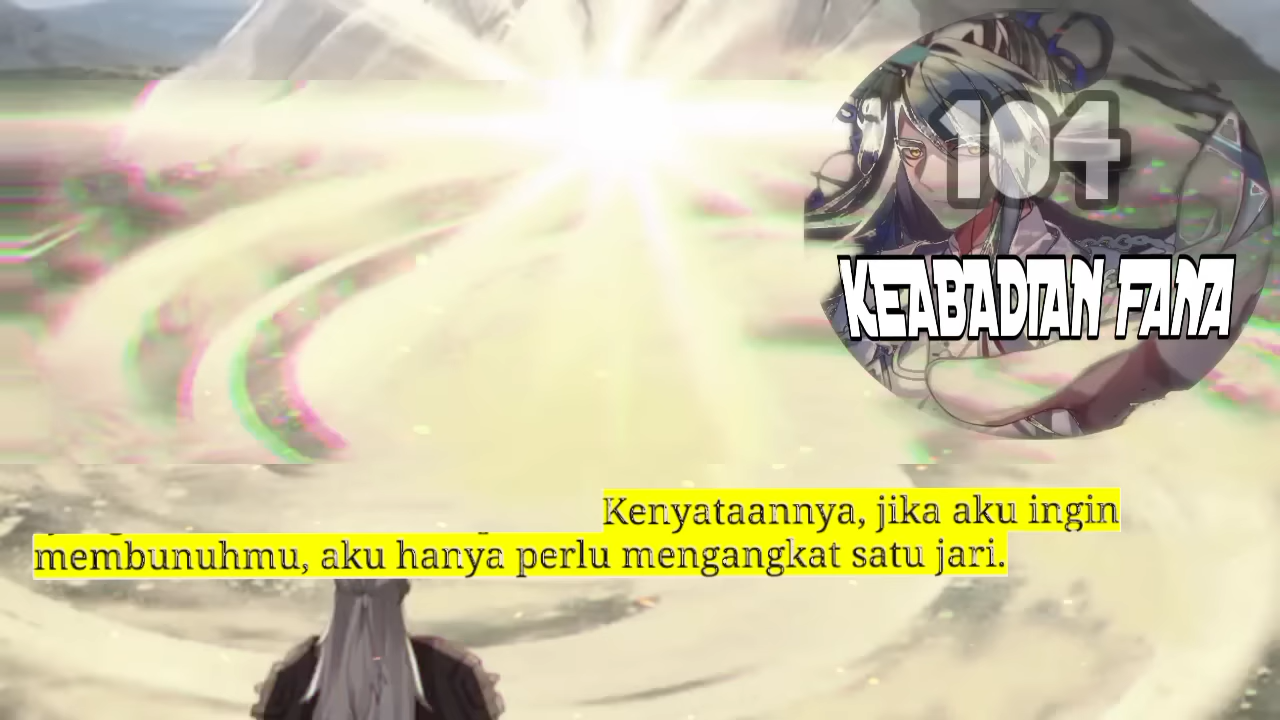 104
KEABADIAN FANA
Kenyataannya, jika aku ingin
membunuhmu, aku hanya perlu mengangkat satu jari.